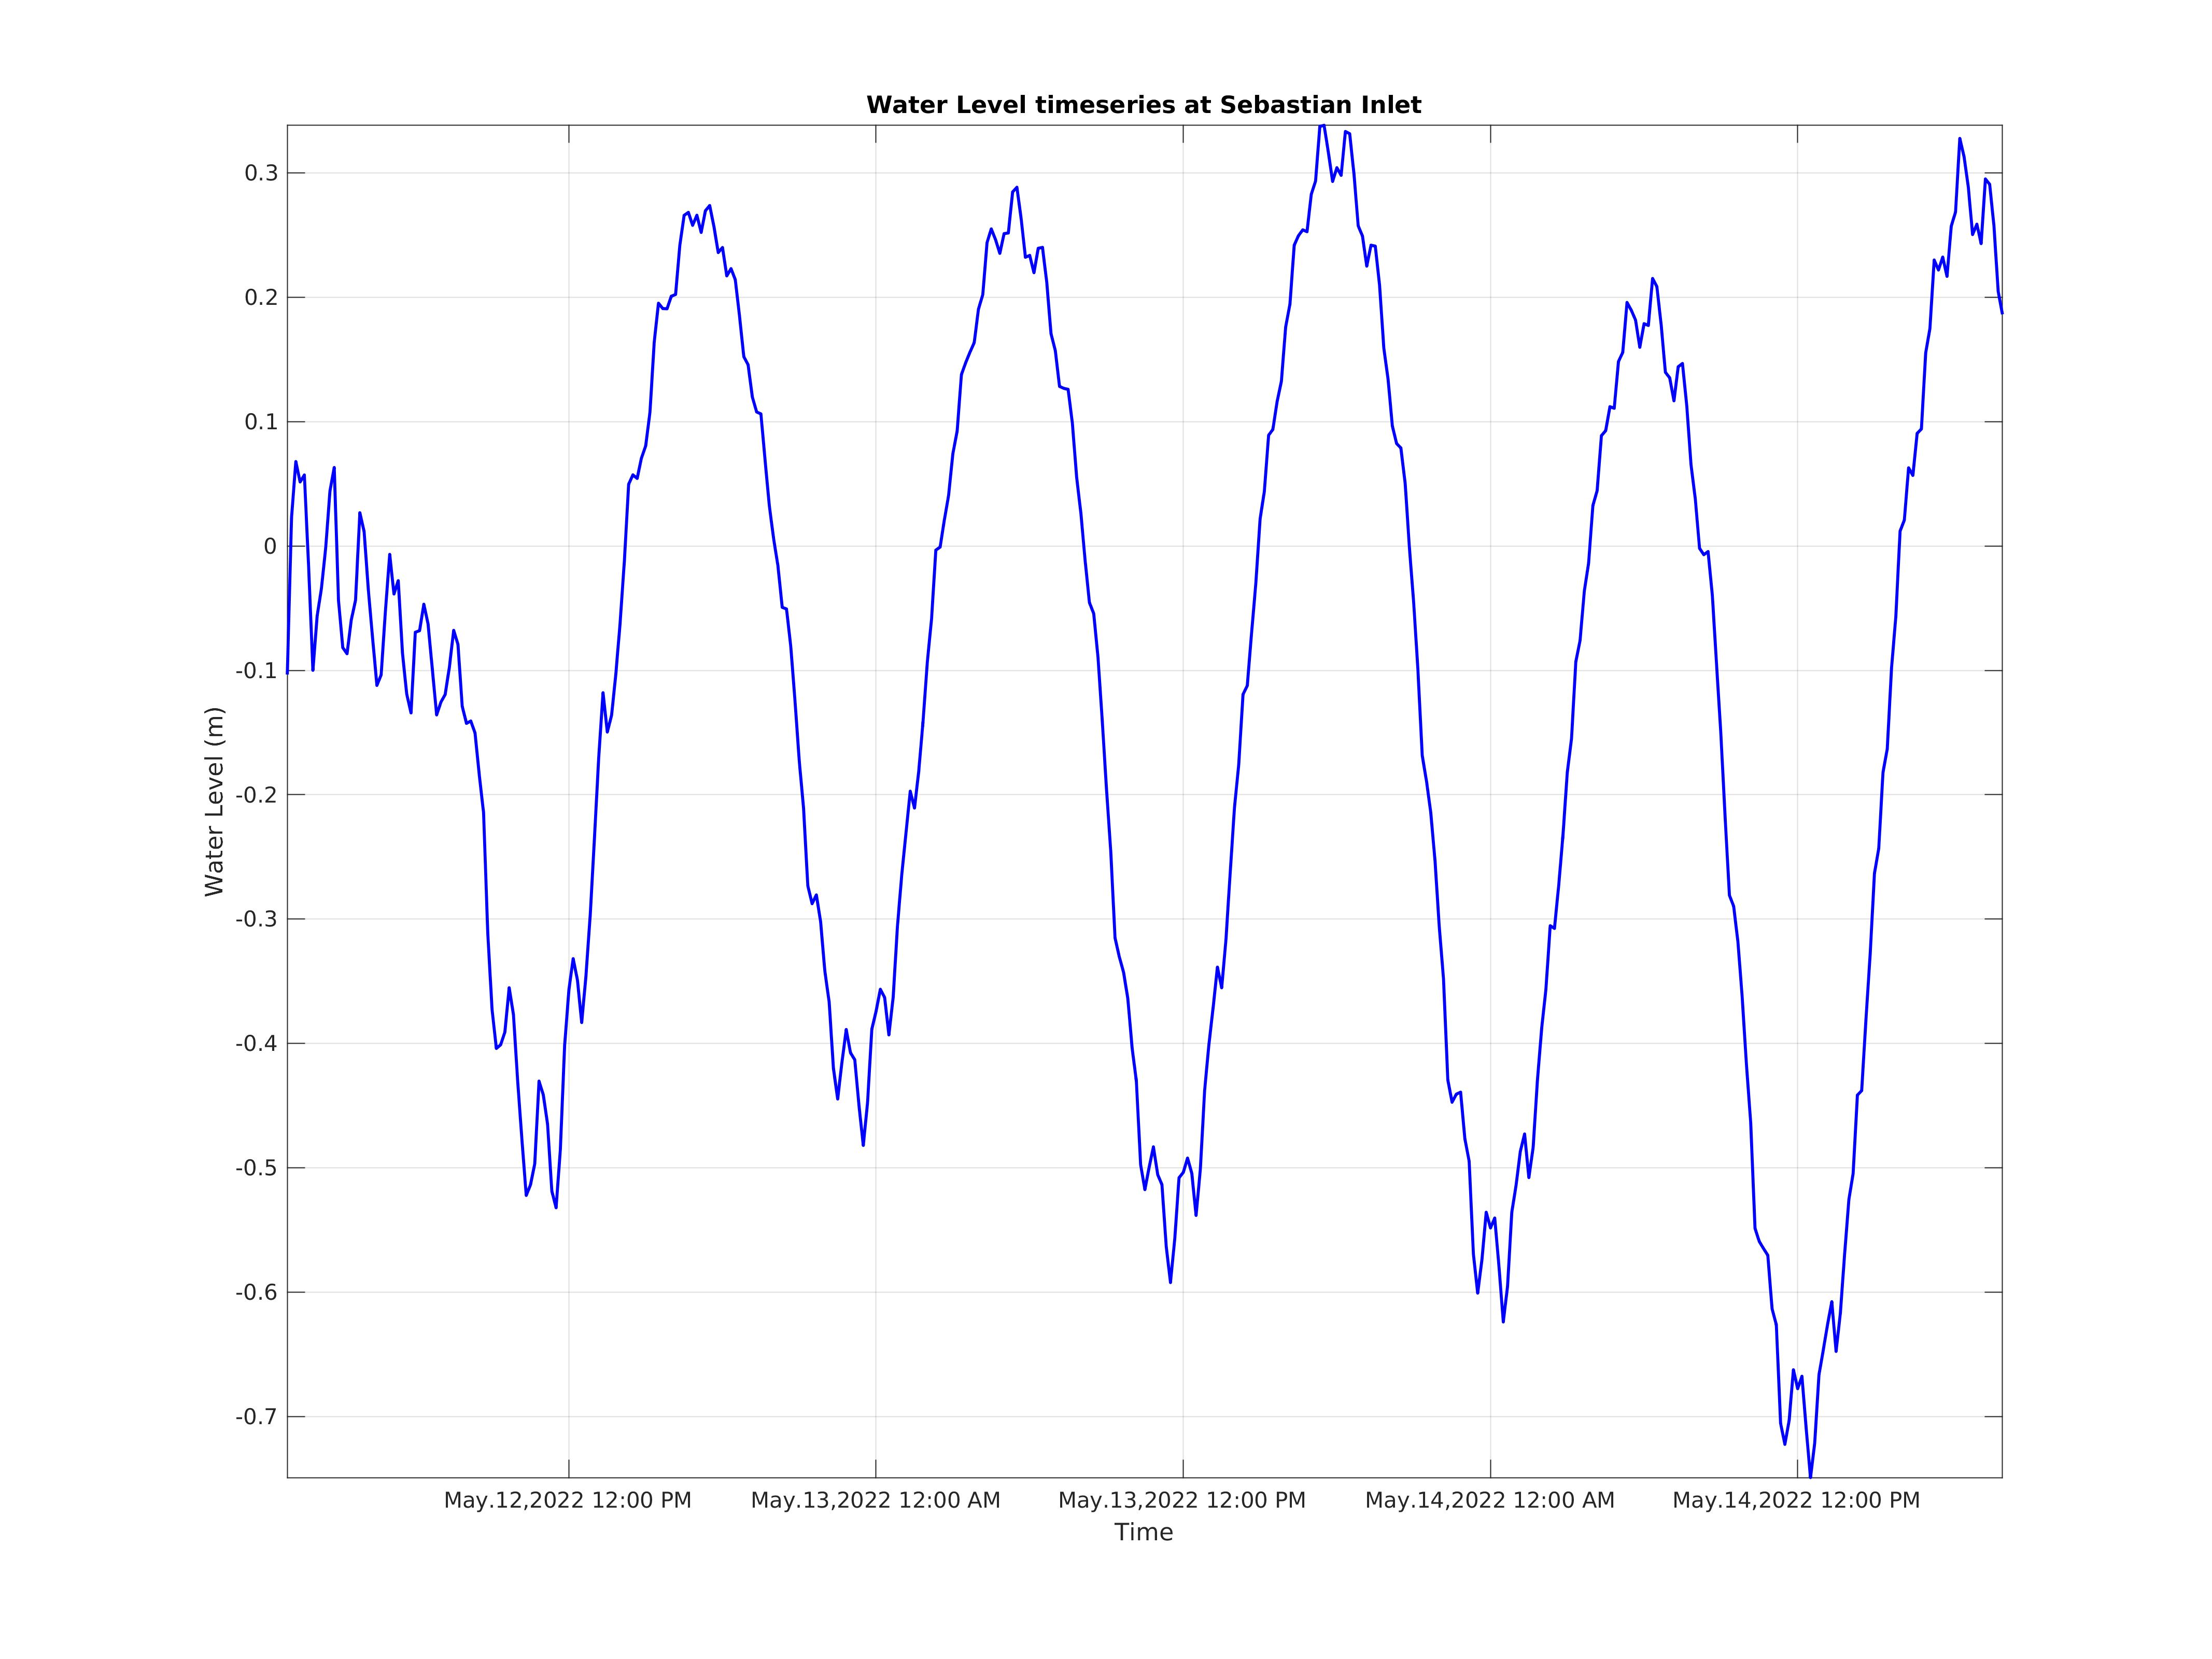 Water Level timeseries at Sebastian Inlet
0.3
0.2
0.1
0
-0.1
-0.2
-0.3
-0.4
-0.5
-0.6
-0.7
Water Level (m)
May.12,2022 12:00 PM May.13,2022 12:00 AM May.13,2022 12:00 PM May.14,2022 12:00 AM May.14,2022 12:00 PM
Time